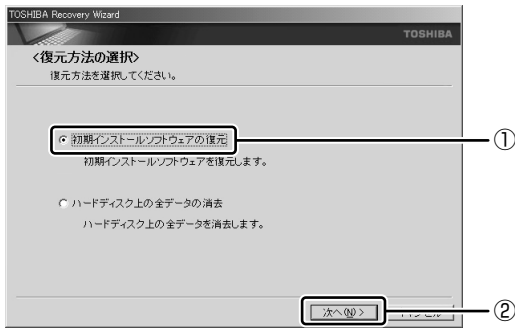 TOSHIBA Recovery Wizard
TOSHIBA
<復元方法の選択>
復元方法を選択してください。
初期インストールソフトウェアの復元
①
初期インストールソフトウェアを復元します。
ハードディスク上の全データの消去
ハードディスク上の全データを消去します。
次へ(N) >
②